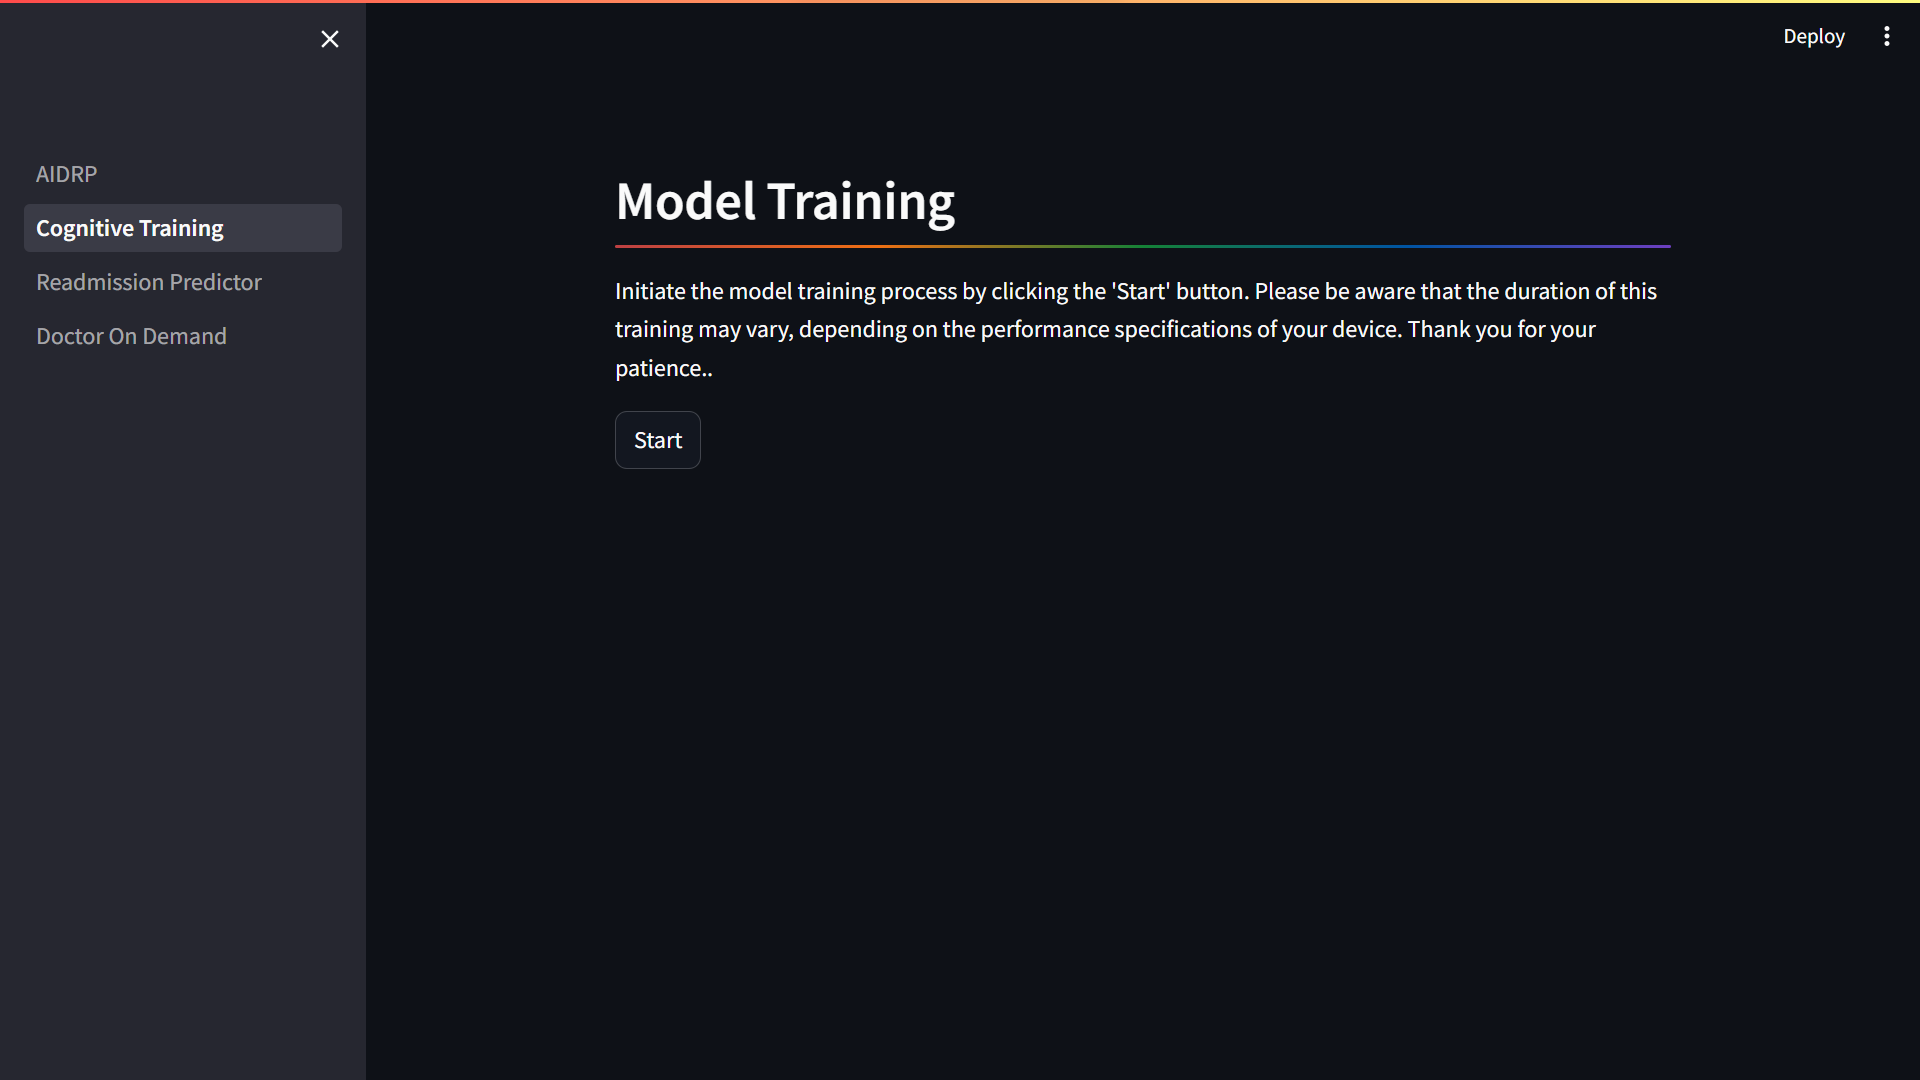 Deploy
AIDRP
Cognitive Training
Readmission Predictor
Doctor On Demand
Model Training
Initiate the model training process by clicking the 'Start' button. Please be aware that the duration of this
training may vary, depending on the performance specifications of your device. Thank you for your
patience..
Start